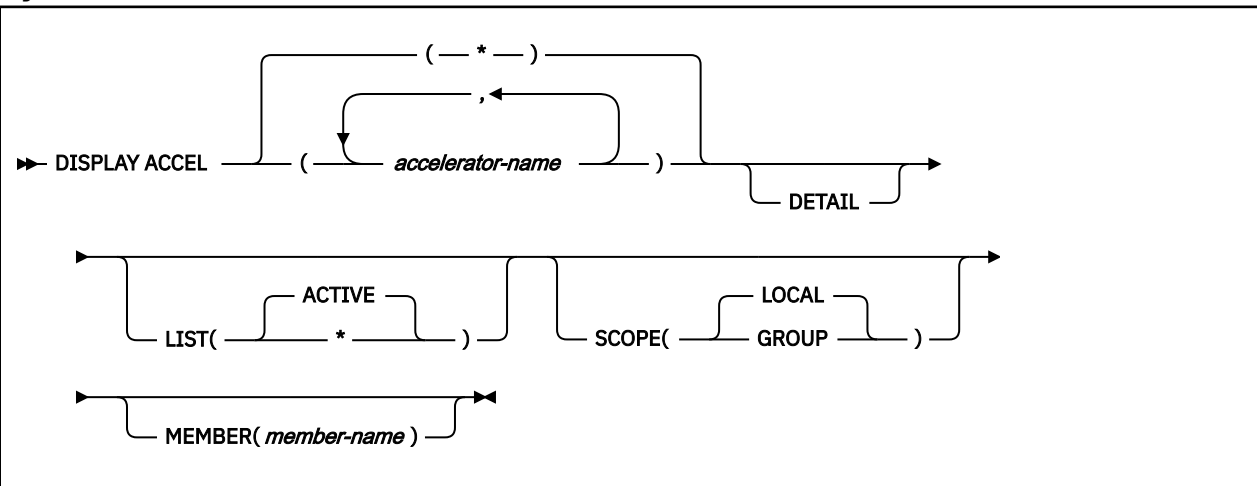 ( * )
,
DISPLAY ACCEL ( accelerator-name )
DETAIL
ACTIVE LOCAL
LIST( * ) SCOPE( GROUP )
MEMBER( member-name )